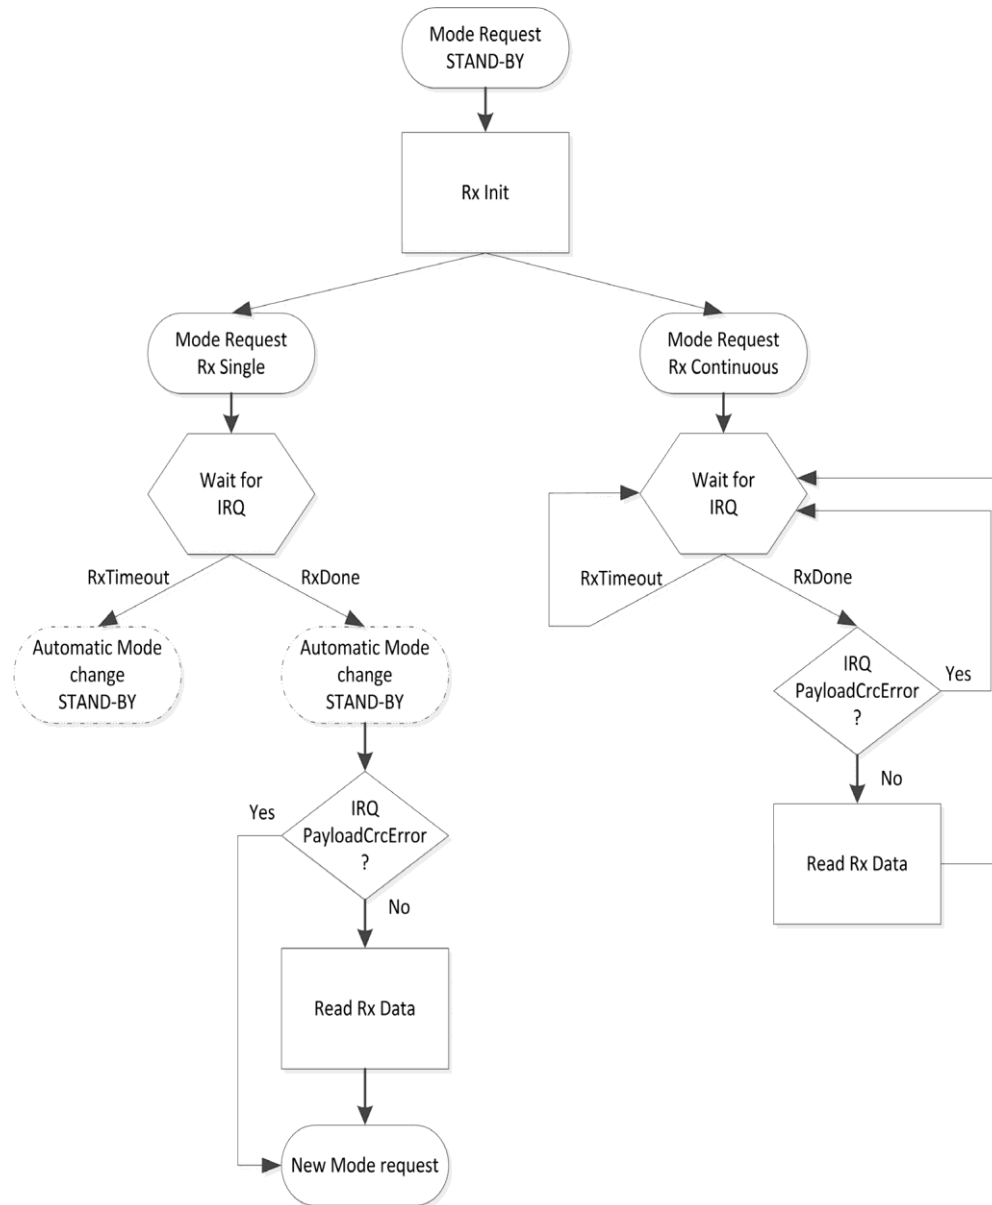 Mode Request
STAND-BY
Rx Init
Mode Request
Rx Single
Mode Request
Rx Continuous
Wait for
IRQ
Wait for
IRQ
RxTimeout
RxDone
RxTimeout
RxDone
Automatic Mode
change
STAND-BY
Automatic Mode
change
STAND-BY
IRQ
PayloadCrcError
?
Yes
No
Read Rx Data
Yes
IRQ
PayloadCrcError
?
No
Read Rx Data
New Mode request